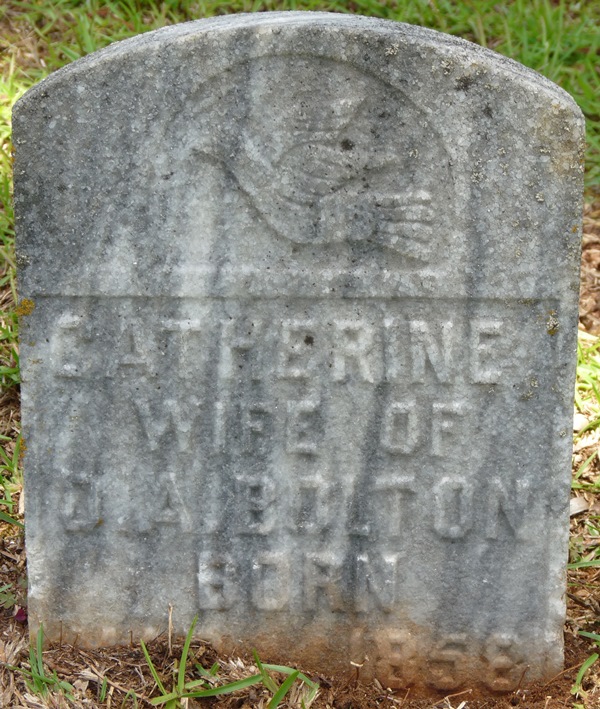 CATHERINE
WIFE OF
D.A. BOLTON
BORN
1858